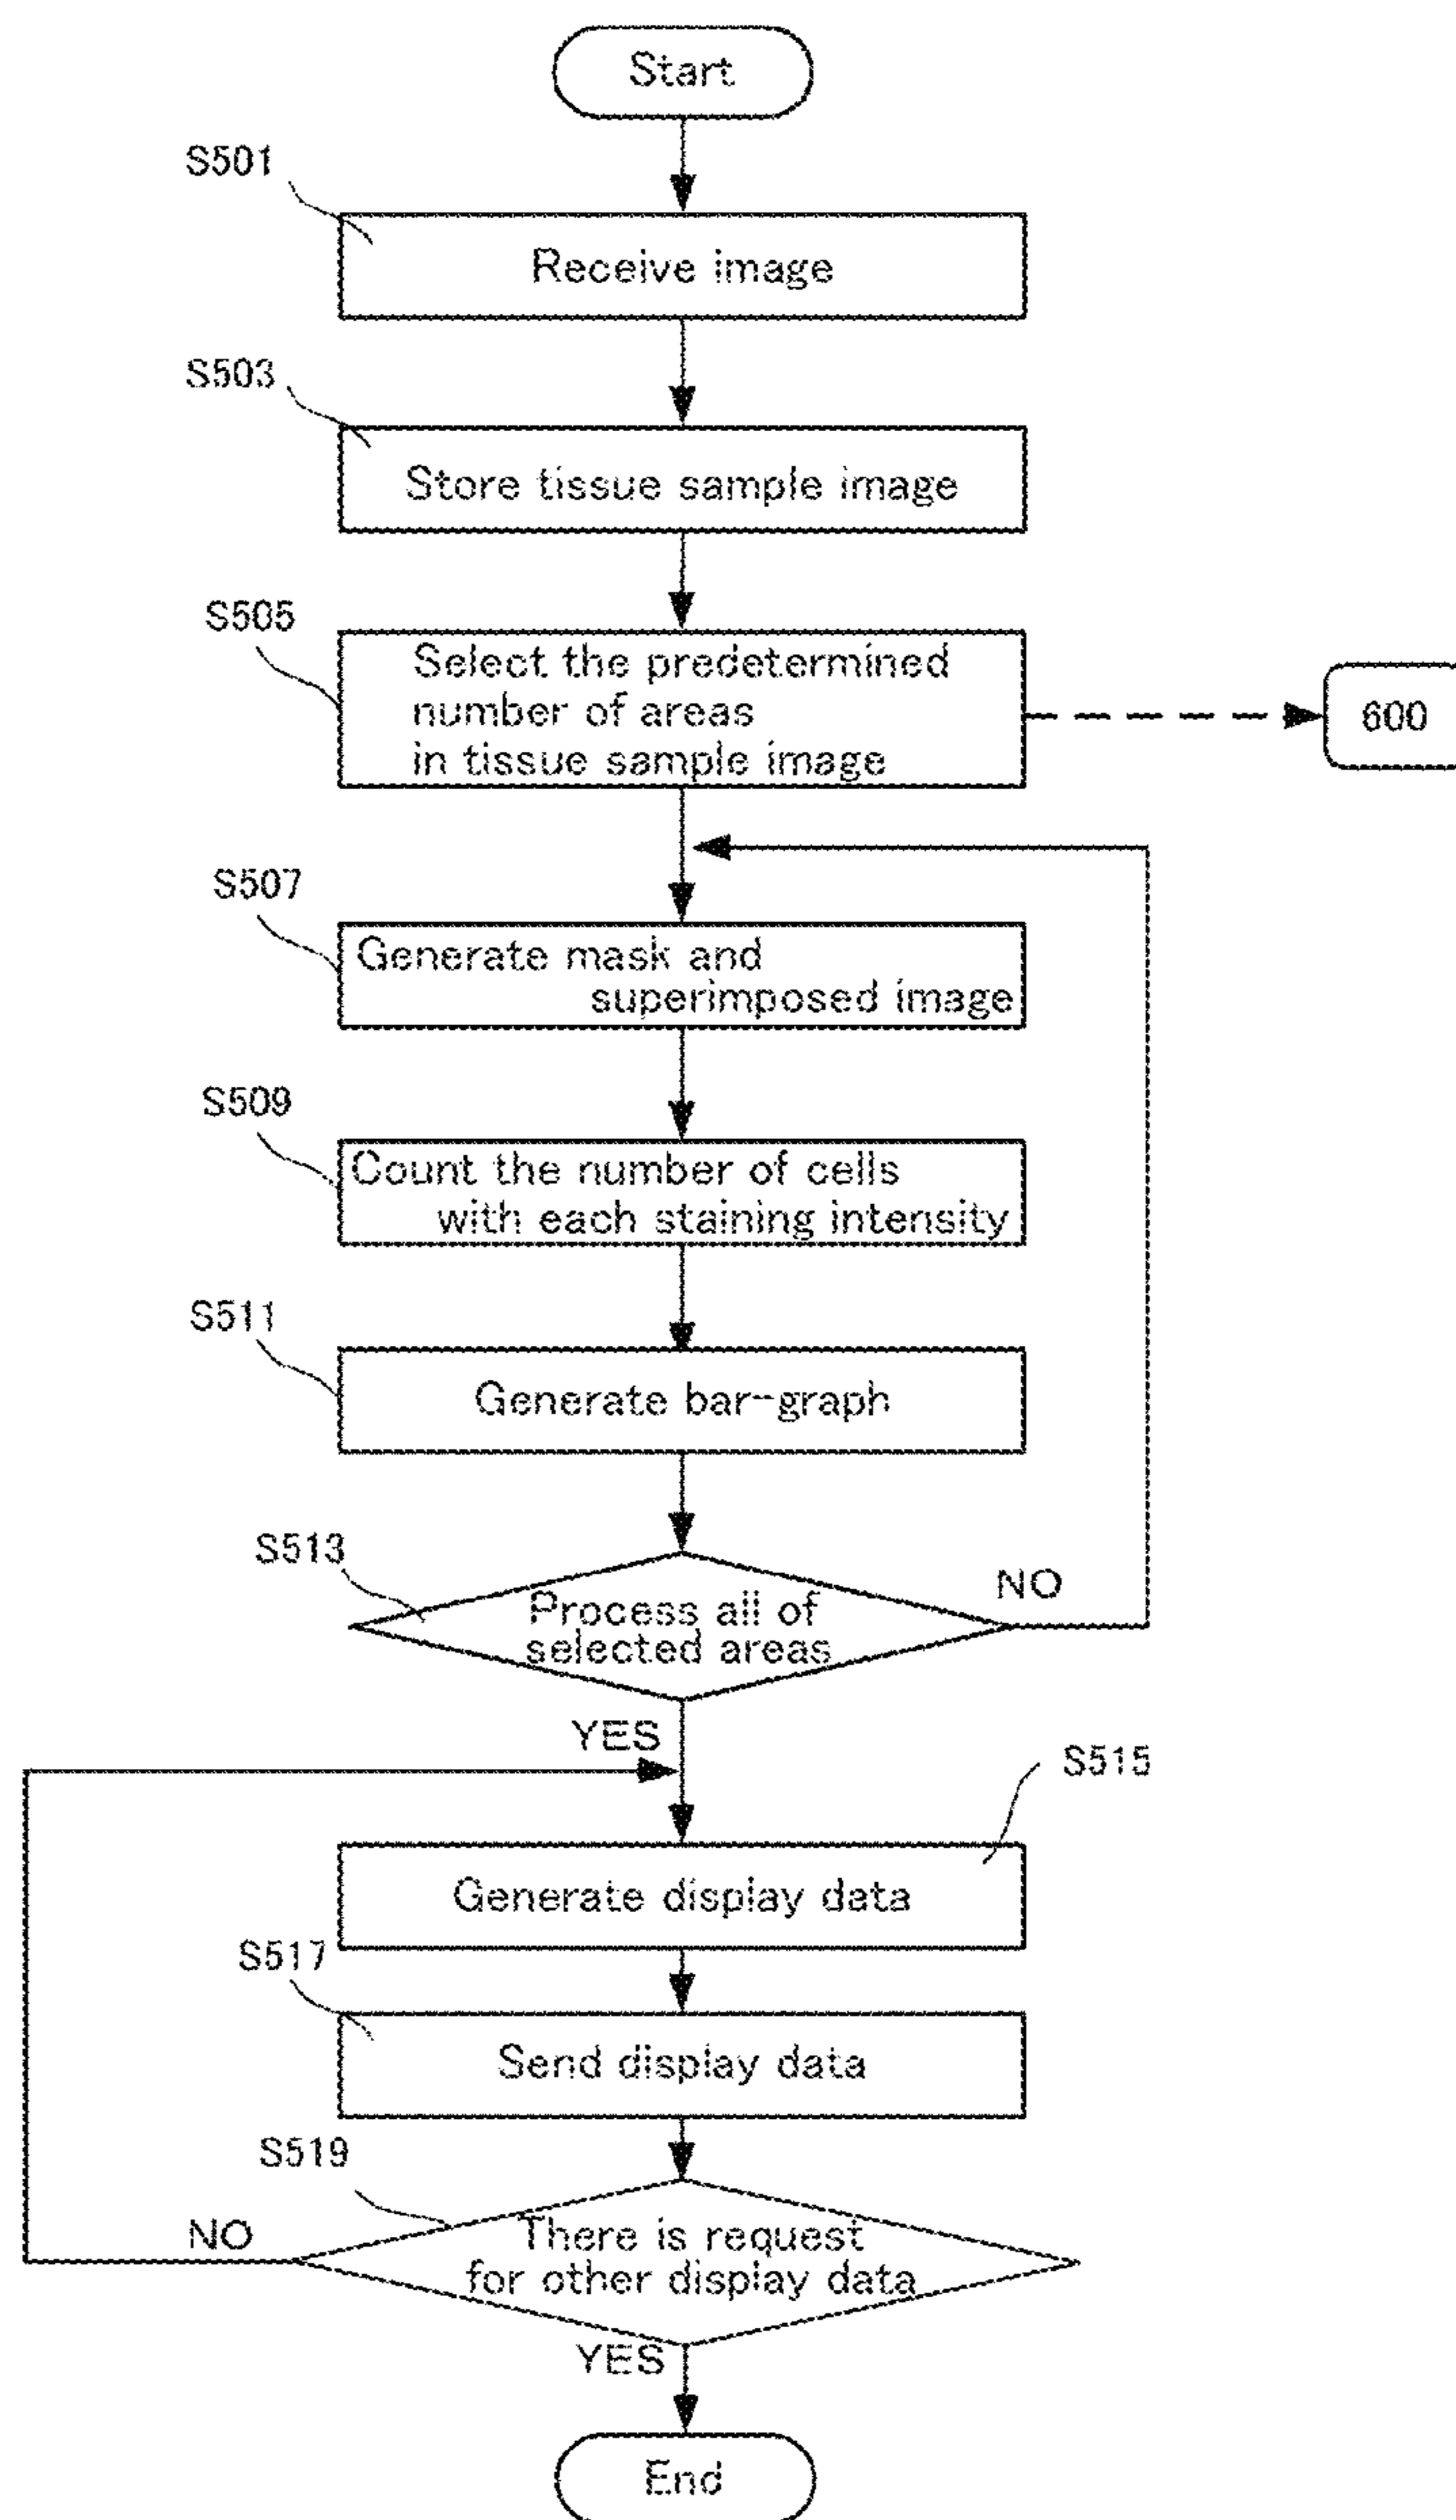 Start
S501
Receive image
S503
Store tissue sample image
S505
Select the predetermined
number of areas
in tissue sample image
600
S507
Generate mask and
superimposed image
S509
Count the number of cells
with each staining intensity
S511
Generate bar-graph
S513
Process all of
selected areas
NO
YES
S515
Generate display data
S517
Send display data
S519
There is request
for other display data
NO
YES
End